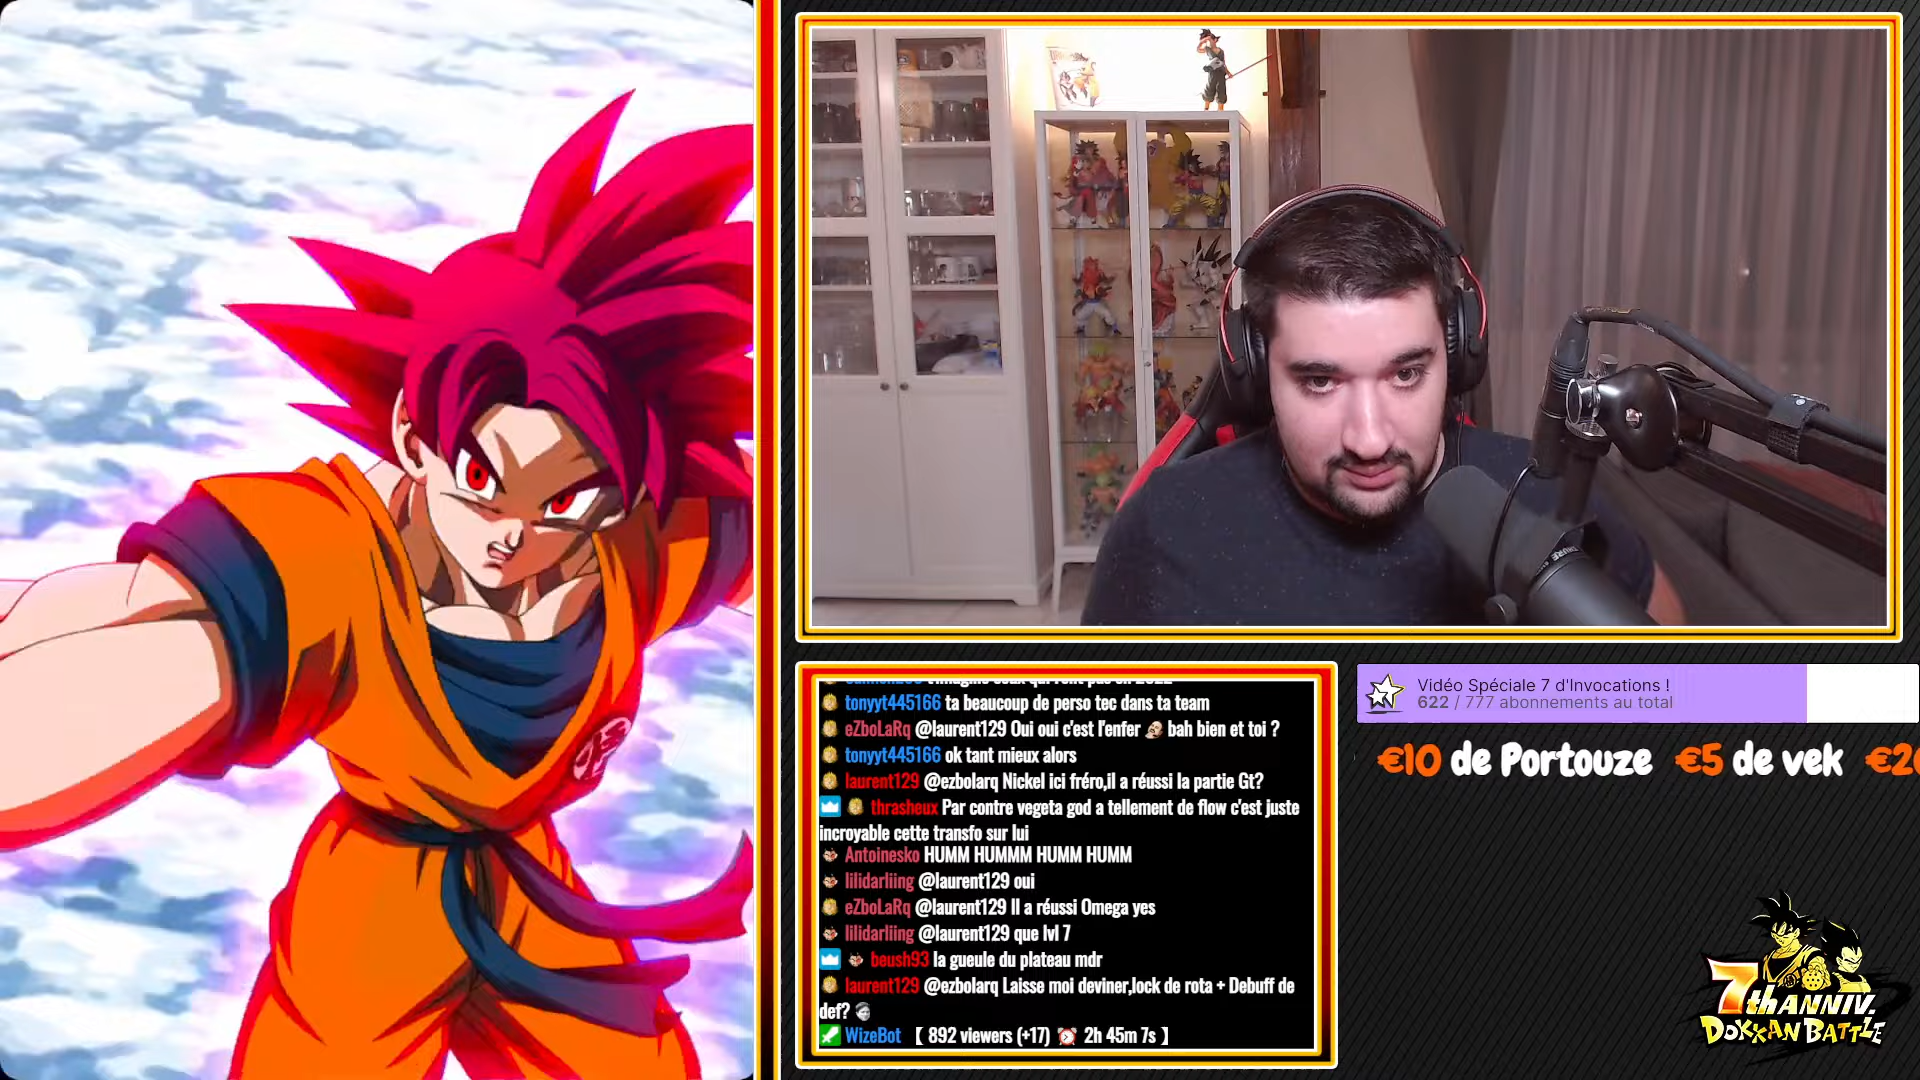 tonyyt445166 ta beaucoup de perso tec dans ta team
eZboLaRq @laurent129 Oui oui c'est l'enfer bah bien et toi ?
tonyyt445166 ok tant mieux alors
laurent129 @ezbolarq Nickel ici fréro,il a réussi la partie Gt?
thrasheux Par contre vegeta god a tellement de flow c'est juste
incroyable cette transfo sur lui
Antoinesko HUMM HUMMM HUMM HUMM
lilidarliing @laurent129 oui
eZboLaRq @laurent129 Il a réussi Omega yes
lilidarliing @laurent129 que lvl 7
beush93 la gueule du plateau mdr
laurent129 @ezbolarq Laisse moi deviner,lock de rota + Debuff de
def?
WizeBot 【 892 viewers (+17) ⏰ 2h 45m 7s 】
Vidéo Spéciale 7 d'Invocations !
622 / 777 abonnements au total
€10 de Portouze €5 de vek
7thANNIV.
DOKKAN BATTLE